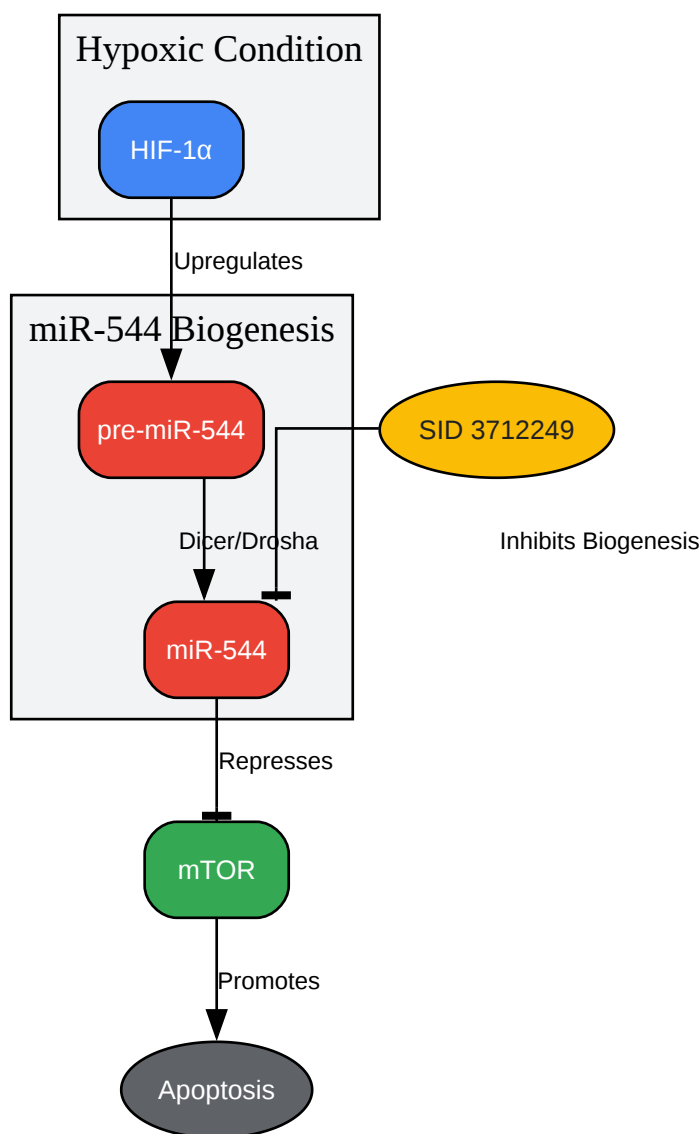 Hypoxic Condition
HIF-1α
Upregulates
miR-544 Biogenesis
pre-miR-544
SID 3712249
Dicer/Drosha
Inhibits Biogenesis
miR-544
Represses
mTOR
Promotes
Apoptosis